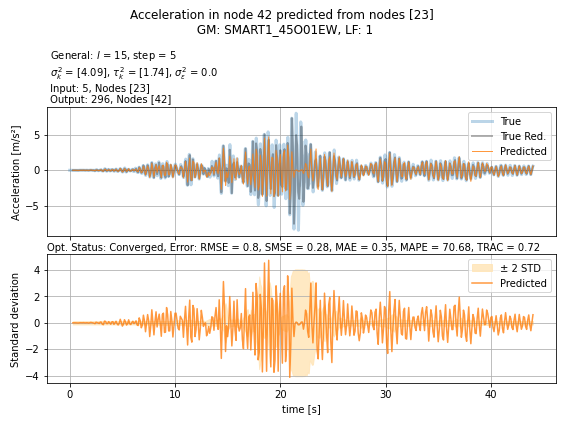 Acceleration in node 42 predicted from nodes [23]
GM: SMART1_45O01EW, LF: 1
General: l = 15, step = 5
σ²ₖ = [4.09], τ²ₖ = [1.74], σ²ε = 0.0
Input: 5, Nodes [23]
Output: 296, Nodes [42]
Acceleration [m/s²]
5
0
−5
True
True Red.
Predicted
Opt. Status: Converged, Error: RMSE = 0.8, SMSE = 0.28, MAE = 0.35, MAPE = 70.68, TRAC = 0.72
Standard deviation
4
2
0
−2
−4
± 2 STD
Predicted
0 10 20 30 40
time [s]